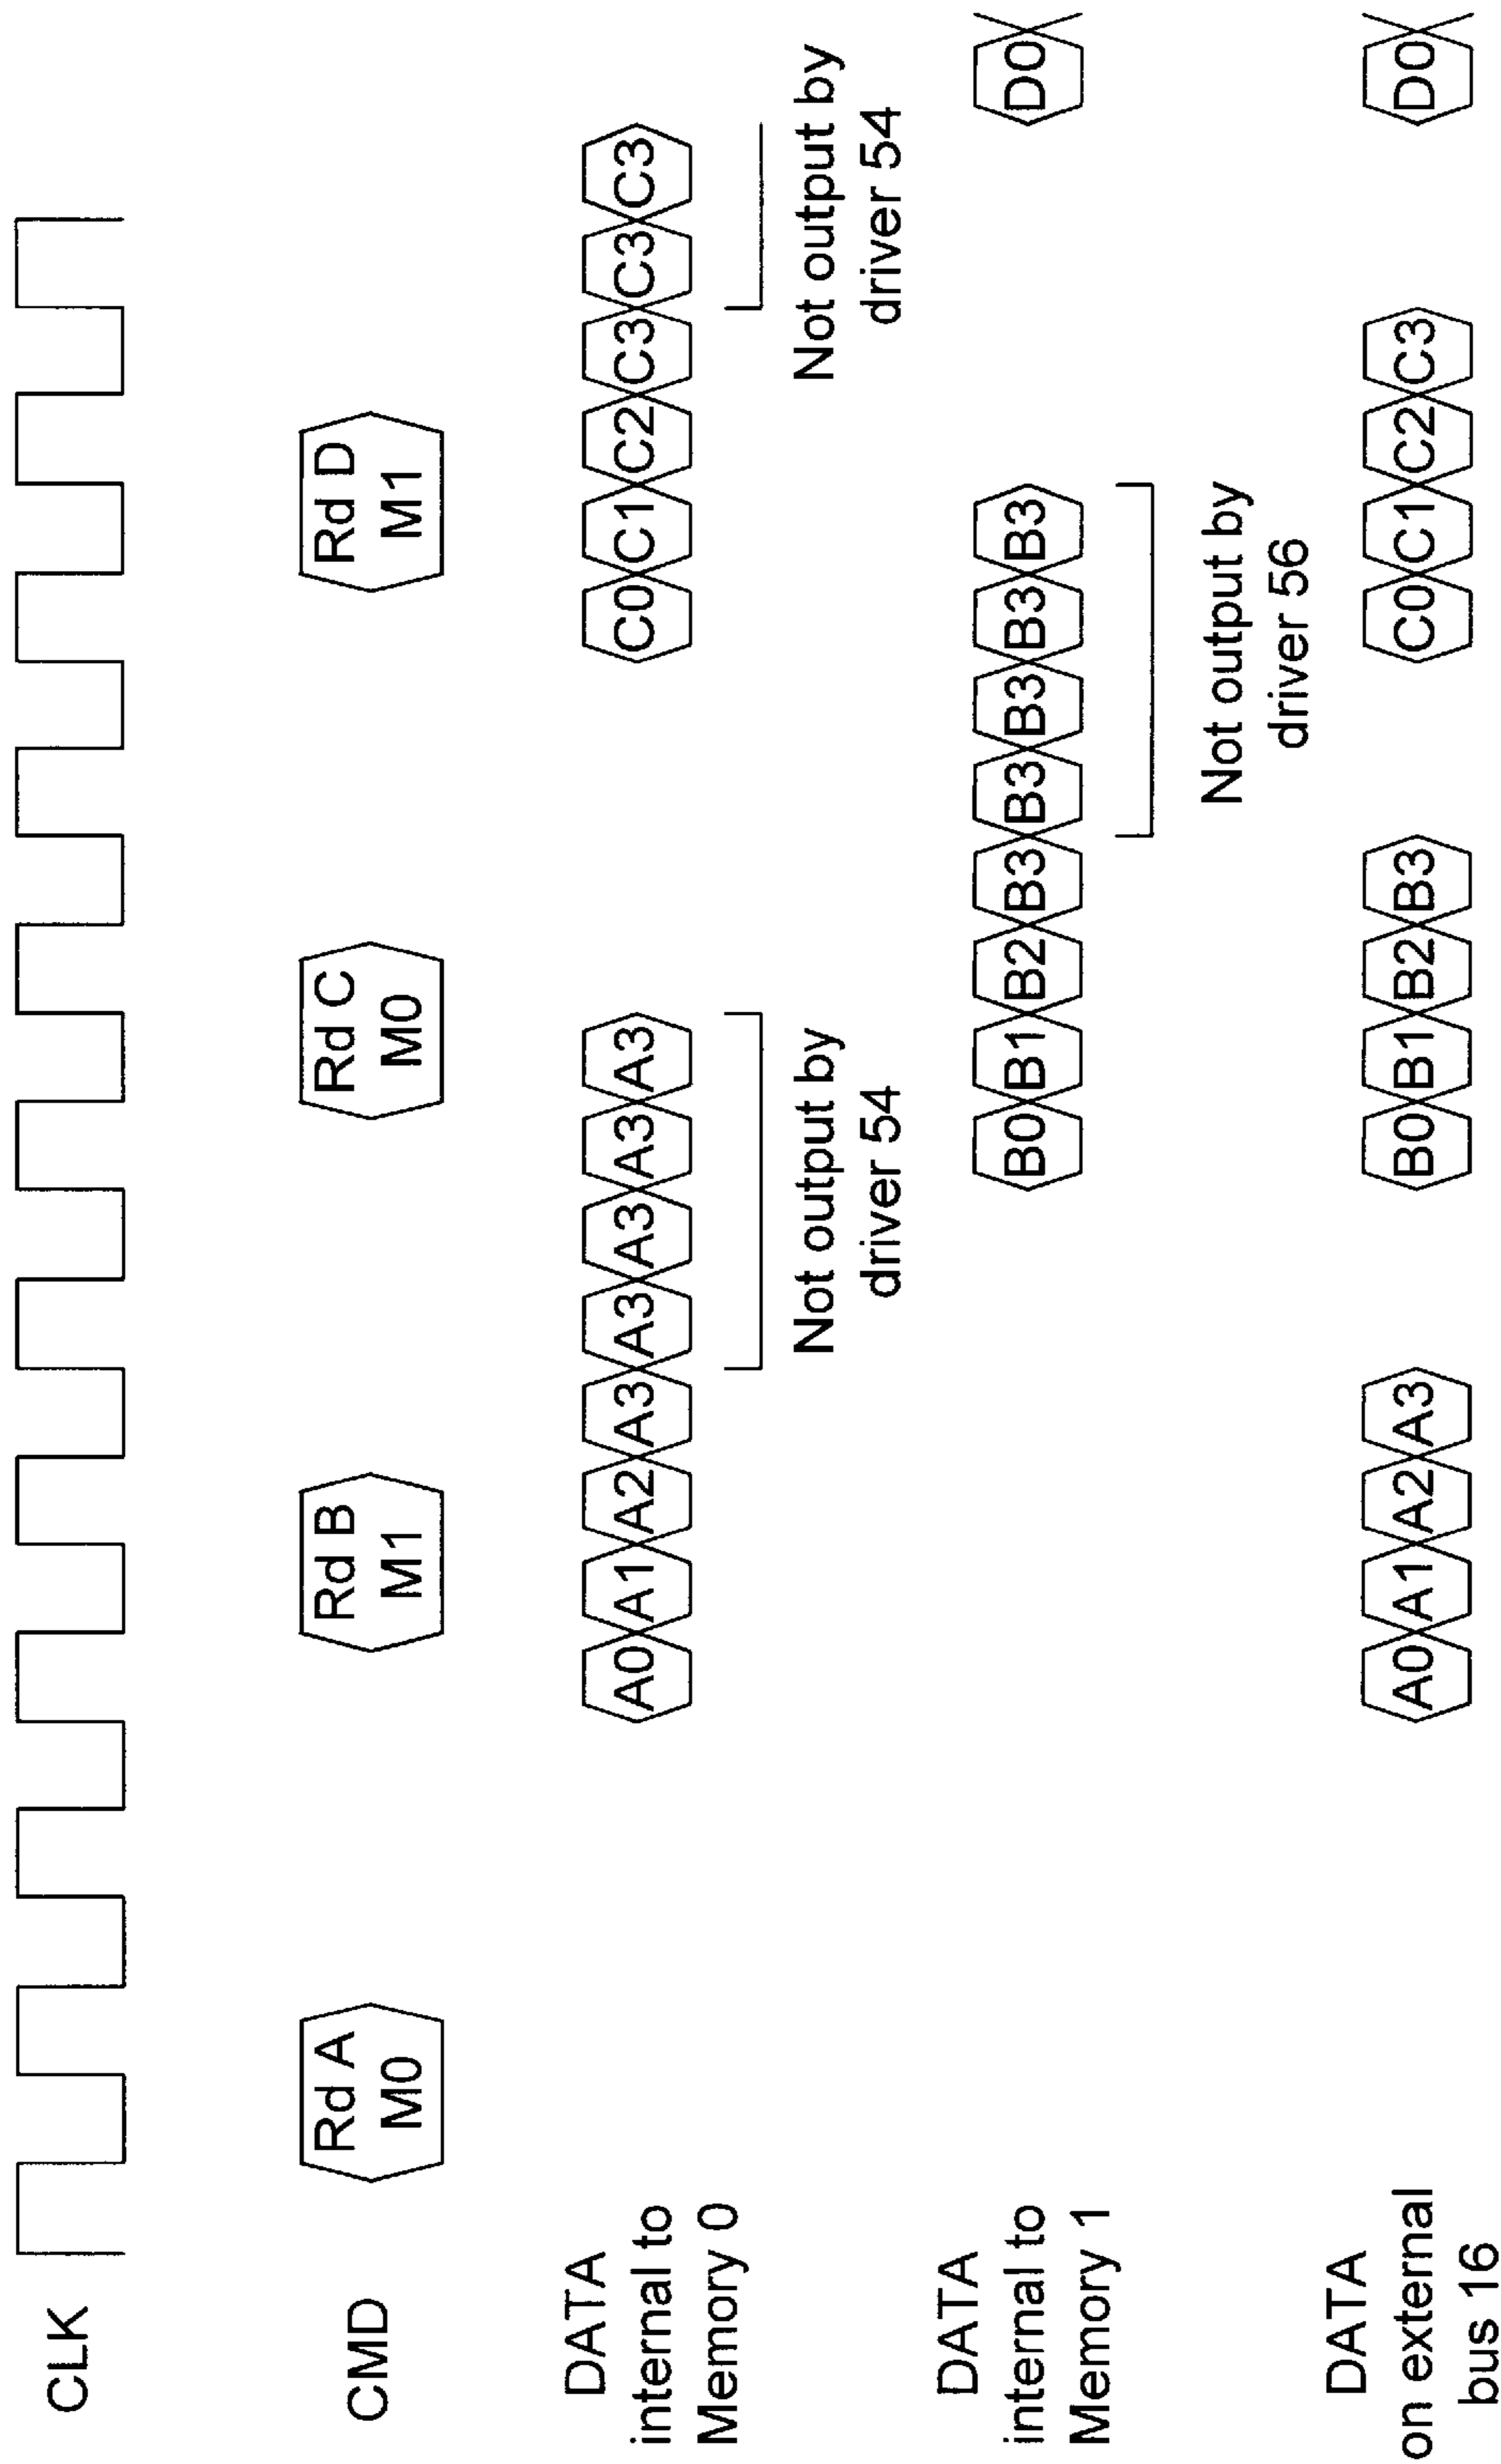 CLK
CMD
Rd A
M0
Rd B
M1
Rd C
M0
Rd D
M1
DATA
internal to
Memory 0
A0 A1 A2 A3 A3 A3 A3 A3 C0 C1 C2 C3 C3 C3
Not output by
driver 54
Not output by
driver 54
DATA
internal to
Memory 1
B0 B1 B2 B3 B3 B3 B3 B3 D0
Not output by
driver 56
DATA
on external
bus 16
A0 A1 A2 A3 B0 B1 B2 B3 C0 C1 C2 C3 D0